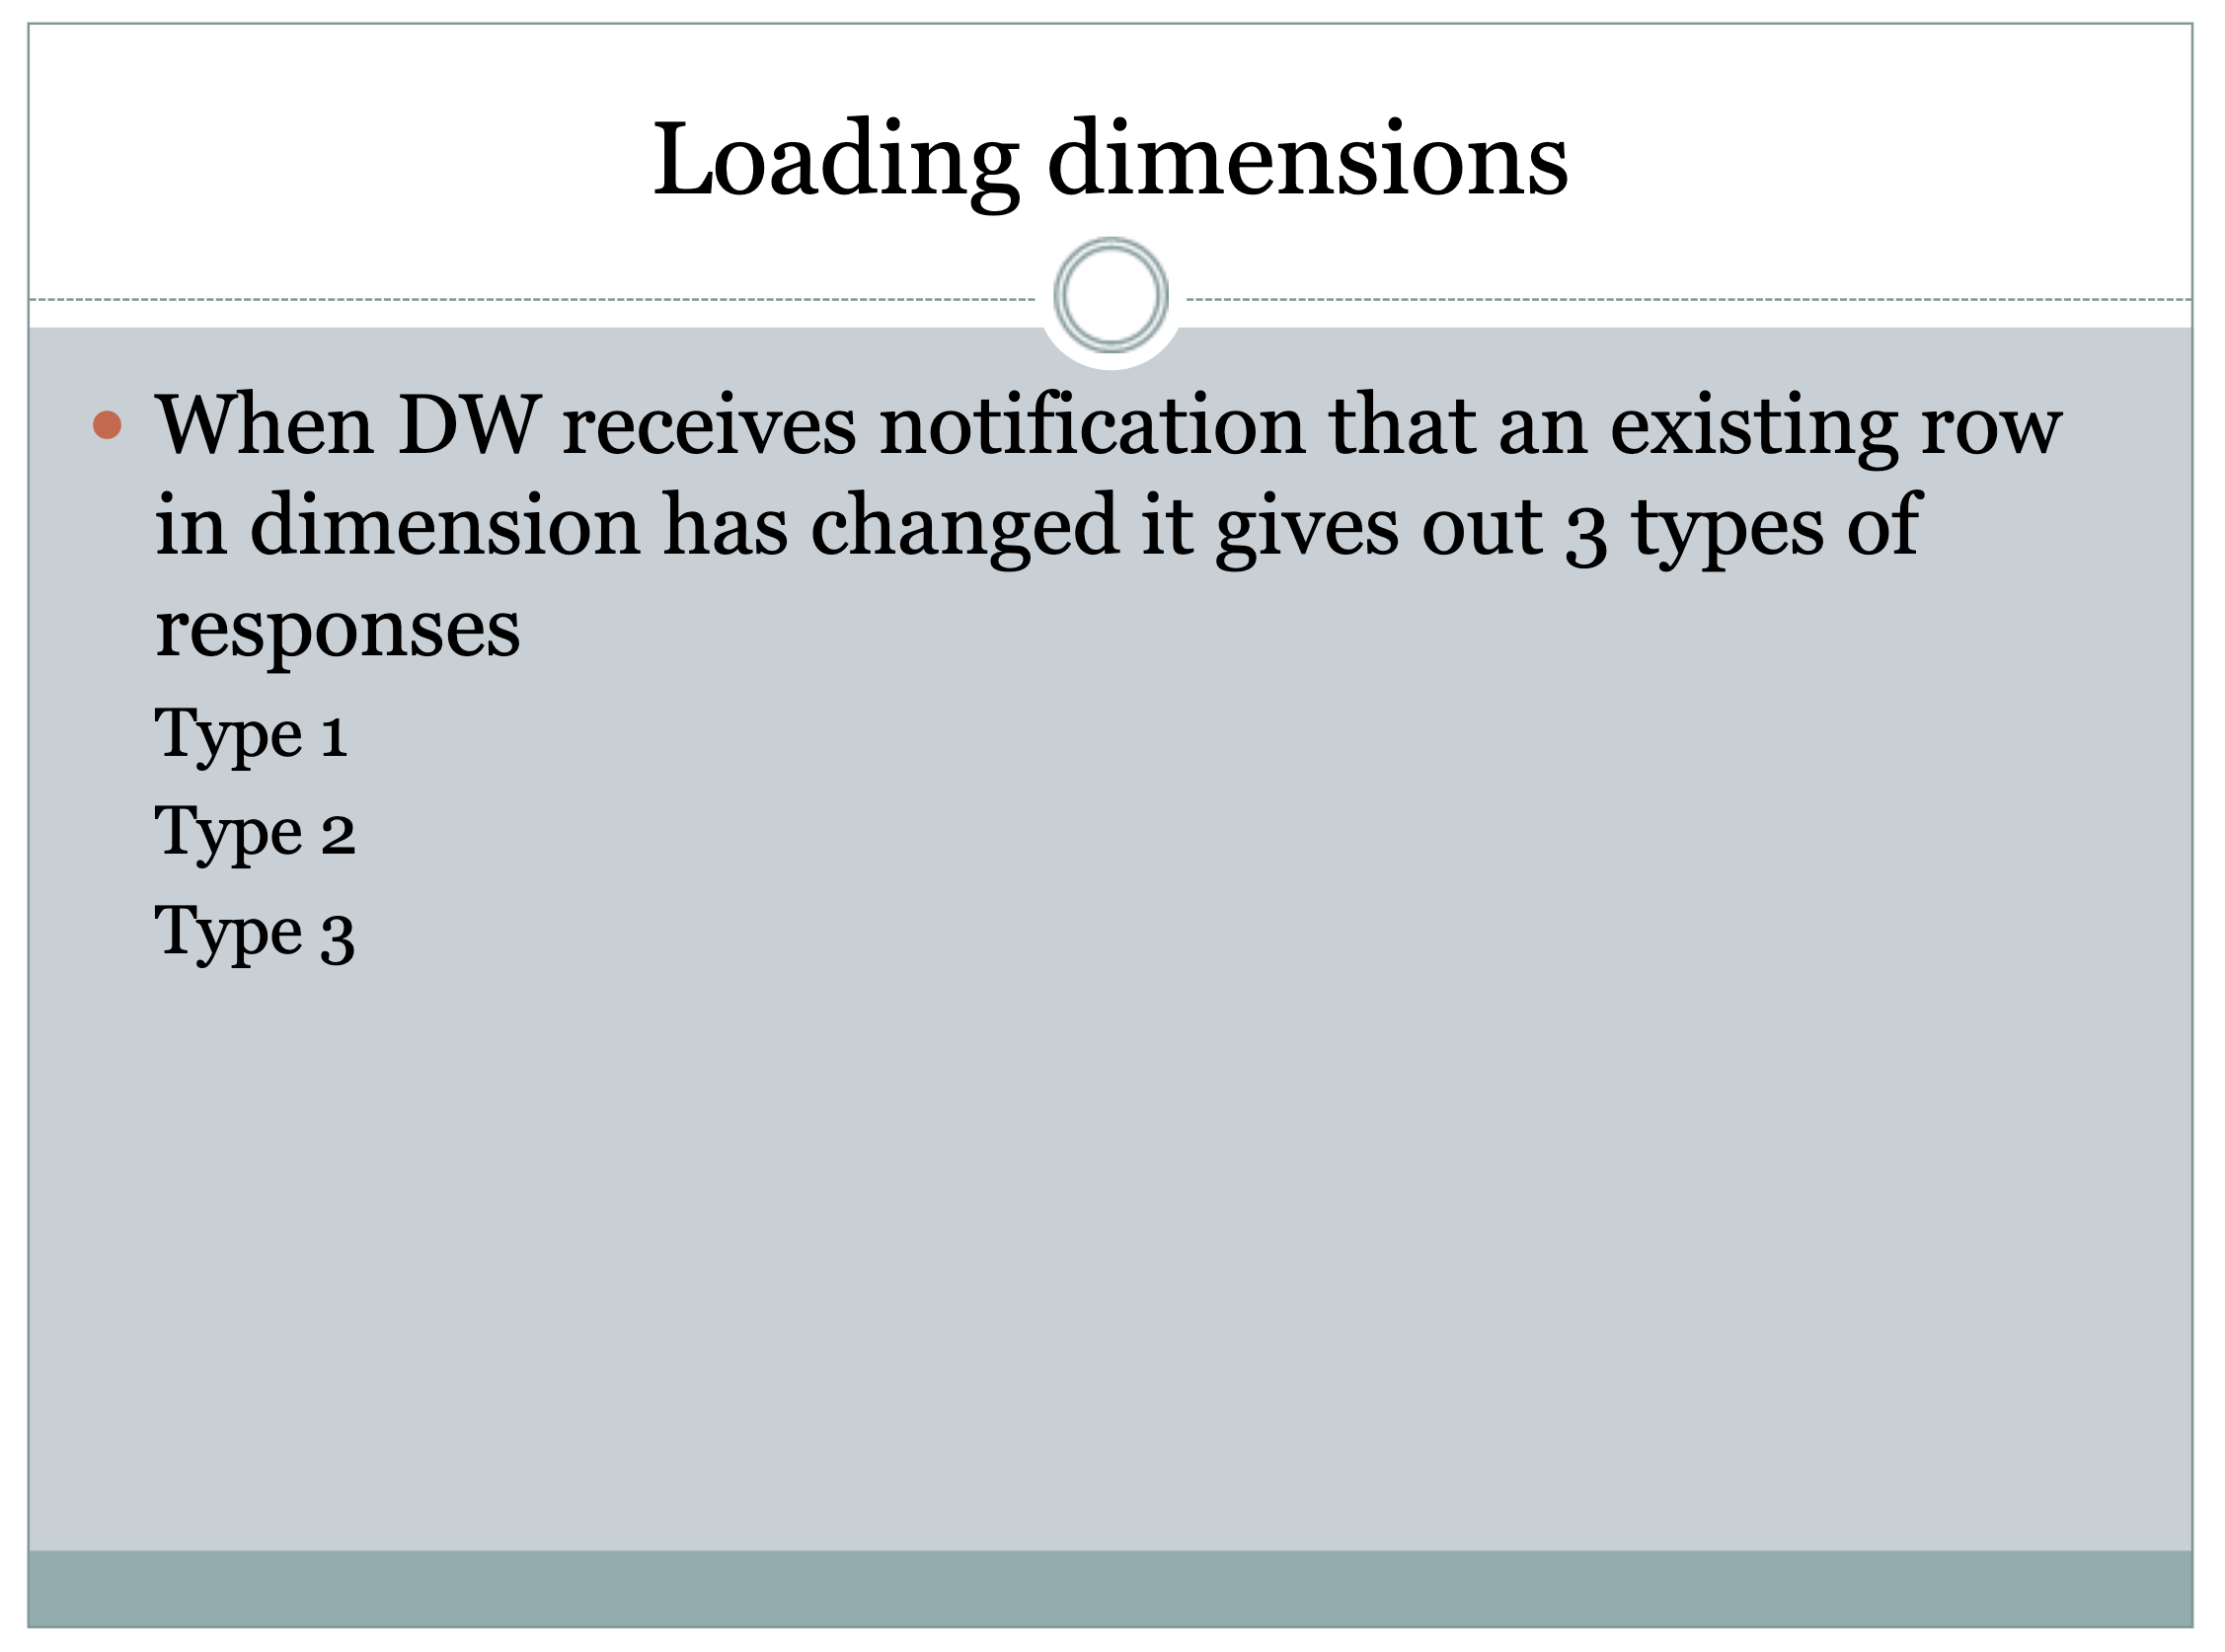 Loading dimensions
When DW receives notification that an existing row
in dimension has changed it gives out 3 types of
responses
Type 1
Type 2
Type 3